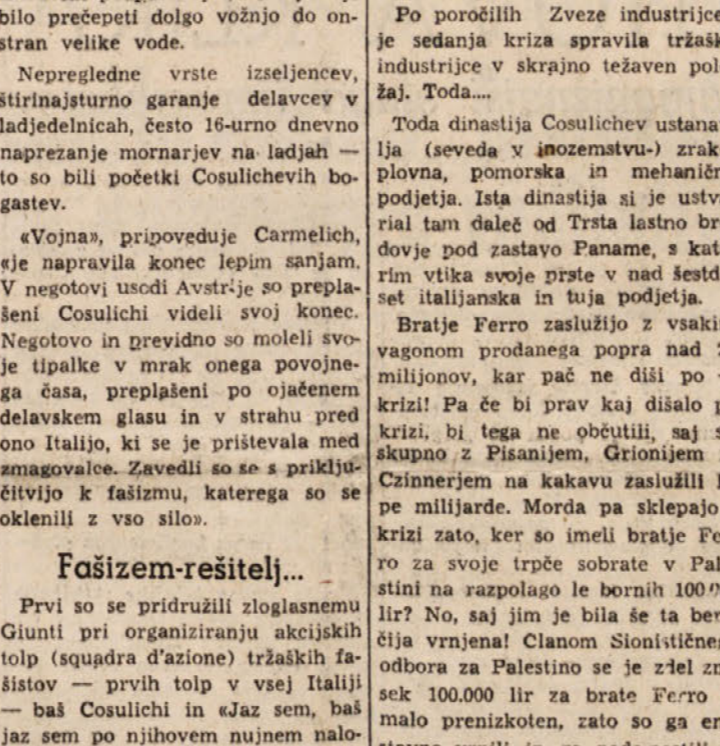 bilo prečepeti dolgo vožnjo do on-
stran velike vode.
Nepregledne vrste izseljencev,
štirinajsturno garanje delavcev v
ladjedelnicah, često 16-urno dnevno
naprezanje mornarjev na ladjah —
to so bili početki Cosulichevih bo-
gastev.
«Vojna», pripoveduje Carmelich,
«je napravila konec lepim sanjam.
V negotovi usodi Avstrije so prepla-
šeni Cosulichi videli svoj konec.
Negotovo in previdno so moleli svo-
je tipalke v mrak onega povojne-
ga časa, preplašeni po ojačenem
delavskem glasu in v strahu pred
ono Italijo, ki se je prištevala med
zmagovalce. Zavedli so se s priklju-
čitvijo k fašizmu, katerega so se
oklenili z vso silo».
Fašizem-rešitelj...
Prvi so se pridružili zloglasnemu
Giunti pri organiziranju akcijskih
tolp (squadra d'azione) tržaških fa-
šistov — prvih tolp v vsej Italiji
— baš Cosulichi in «Jaz sem, baš
jaz sem po njihovem nujnem nalo-
Po poročilih Zveze industrijce
je sedanja kriza spravila tržašk
industrijce v skrajno težaven pol
žaj. Toda....
Toda dinastija Cosulichev ustana
lja (seveda v inozemstvu-) zrak
plovna, pomorska in mehaničn
podjetja. Ista dinastija si je ustva
rial tam daleč od Trsta lastno br
dovje pod zastavo Paname, s kat
rim vtika svoje prste v nad šestd
set italijanska in tuja podjetja.
Bratje Ferro zaslužijo z vsakim
vagonom prodanega popra nad
milijonov, kar pač ne diši po
krizi! Pa če bi prav kaj dišalo p
krizi, bi tega ne občutili, saj s
skupno z Pisanijem, Grionijem
Czinnerjem na kakavu zaslužili
pe milijarde. Morda pa sklepajo
krizi zato, ker so imeli bratje Fe
ro za svoje trpče sobrate v Pal
stini na razpolago le bornih 100
lir? No, saj jim je bila še ta ben
čija vrnjena! Clanom Sionističneg
odbora za Palestino se je zdel zn
sek 100.000 lir za brate Ferro
malo prenizkoten, zato so ga en